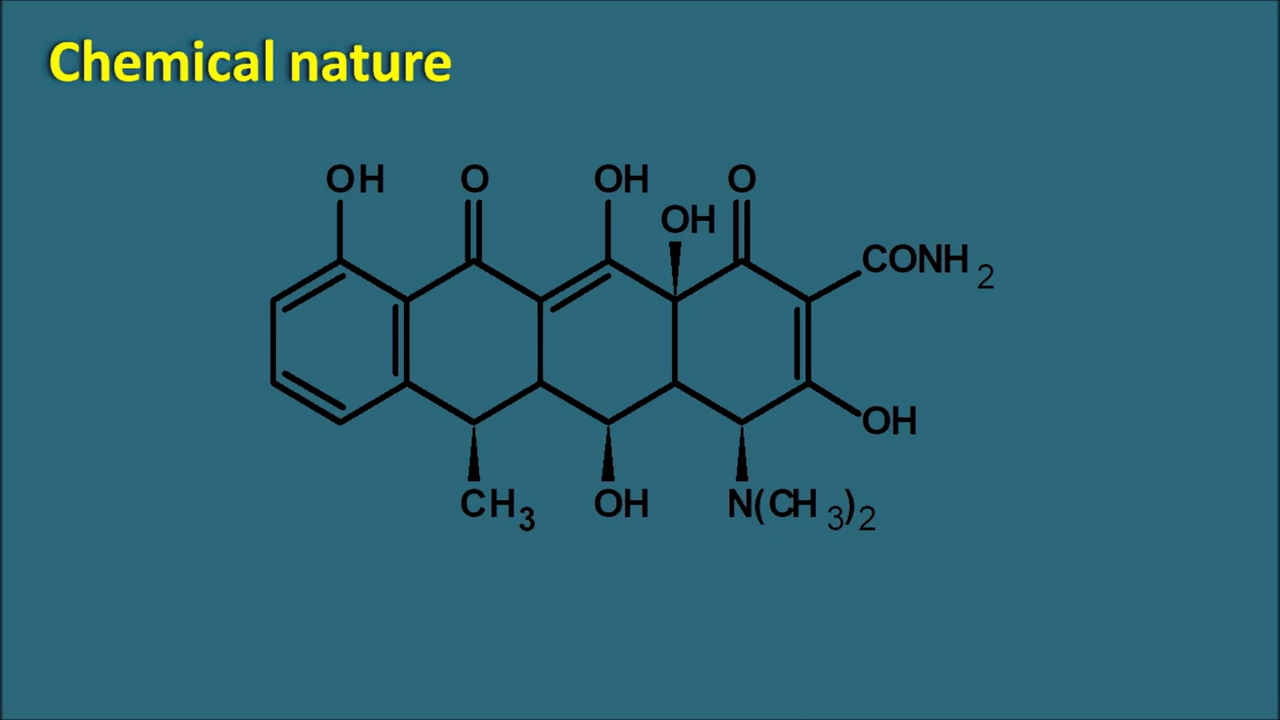 Chemical nature
OH O OH O
OH
CONH2
OH
CH3 OH N(CH3)2